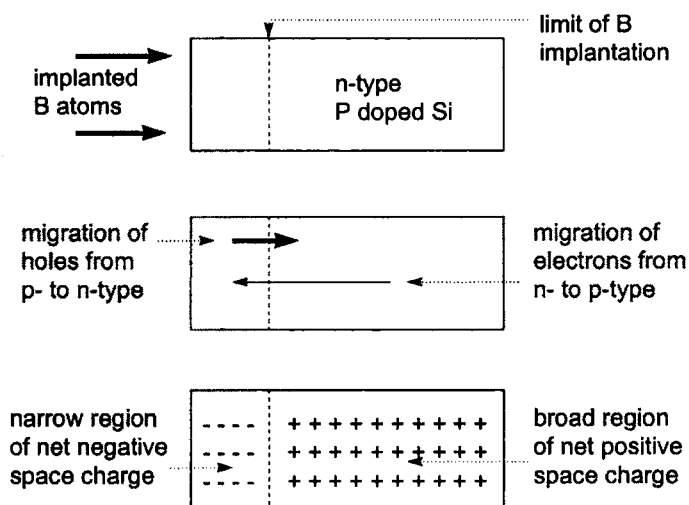 limit of B
implantation
implanted
B atoms
n-type
P doped Si
migration of
holes from
p- to n-type
migration of
electrons from
n- to p-type
narrow region
of net negative
space charge
- - - -
- - - -
- - - -
+ + + + + + + + + +
+ + + + + + + + + +
+ + + + + + + + + +
broad region
of net positive
space charge